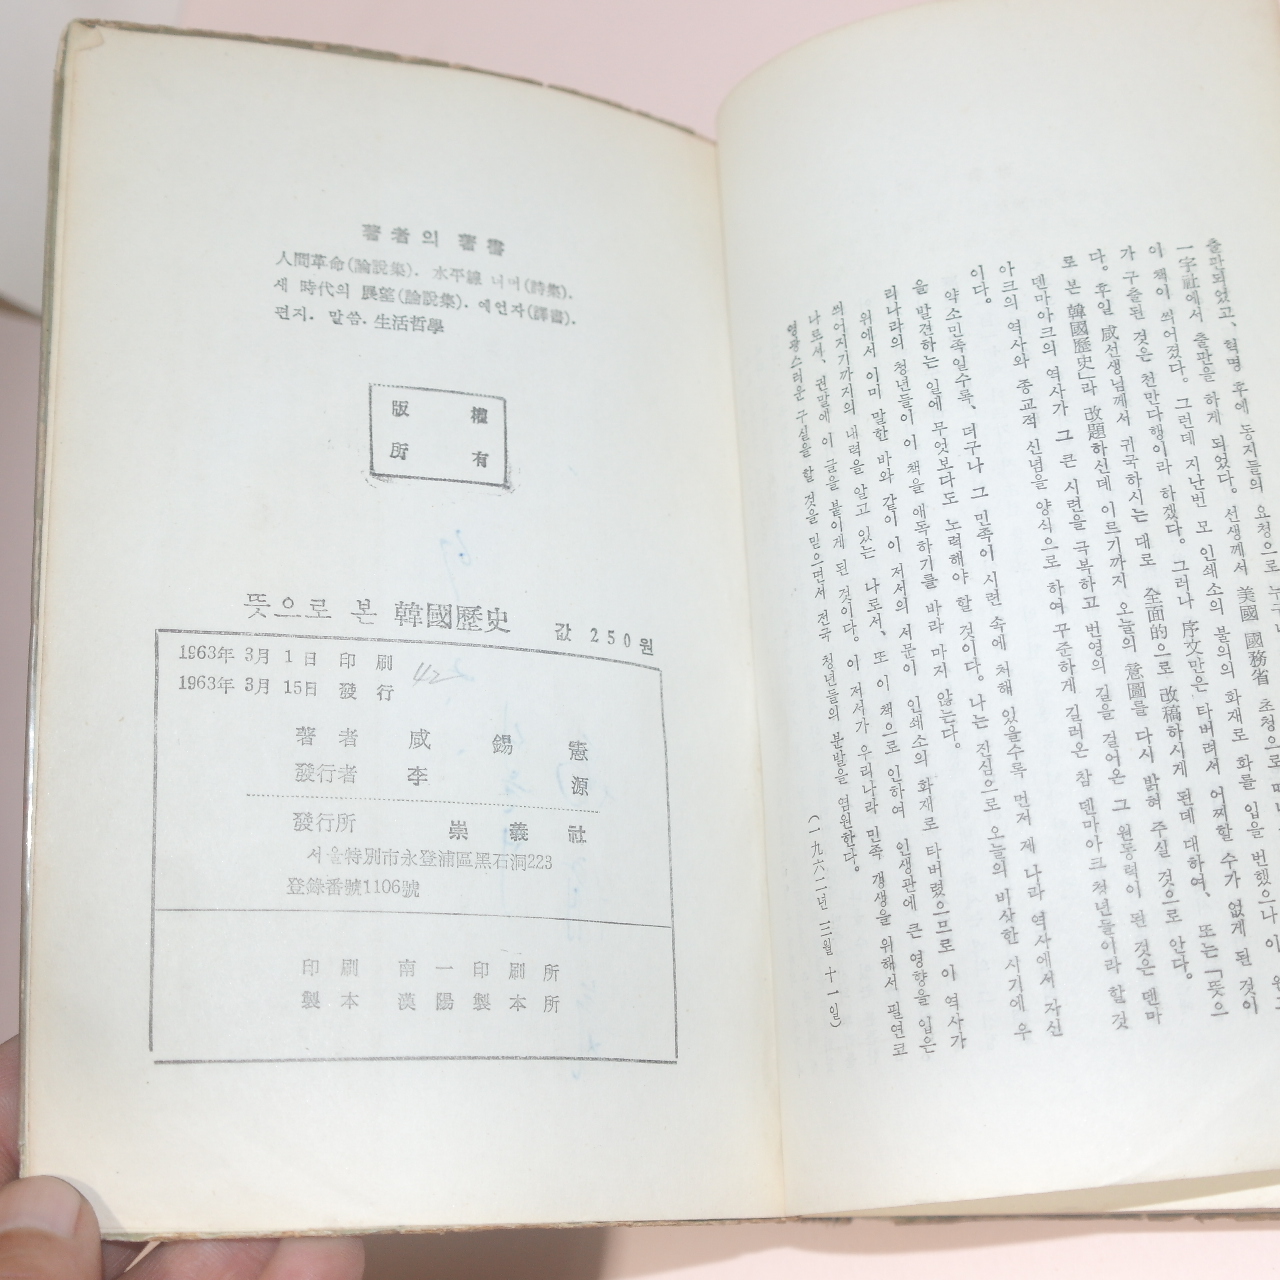 著者의 著書
人間革命(論說集). 水平線 너머(詩集).
새 時代의 展望(論說集). 예언자(譯書).
편지. 말씀. 生活哲學
版權
所有
뜻으로 본 韓國歷史 값 250원
1963年 3月 1日 印刷
1963年 3月 15日 發行
42
著者 咸錫憲
發行者 李 源
發行所 崇義社
서울特別市永登浦區黑石洞223
登錄番號1106號
印刷 南一印刷所
製本 漢陽製本所
출판되었고, 혁명 후에 동지들의 요청으로
一宇社에서 출판을 하게 되었다. 선생께서 美國 國務省 초청으로
이 책이 씌어졌다. 그런데 지난번 모 인쇄소의 불의의 화재로 화를 입을 번했으나 이 원고
가 구출된 것은 천만다행이라 하겠다. 그러나 序文만은 타버려서 어찌할 수가 없게 된 것이
다. 후일 咸선생님께서 귀국하시는 대로 全面的으로 改稿하시게 된데 대하여, 또는 「뜻으
로 본 韓國歷史」라 改題하신데 이르기까지 오늘의 意圖를 다시 밝혀 주실 것으로 안다.
덴마아크의 역사가 그 큰 시련을 극복하고 번영의 길을 걸어온 그 원동력이 된 것은 덴마
아크의 역사와 종교적 신념을 양식으로 하여 꾸준하게 길러온 참 덴마아크 청년들이라 할 것
이다.
약소민족일수록, 더구나 그 민족이 시련 속에 처해 있을수록 먼저 제 나라 역사에서 자신
을 발견하는 일에 무엇보다도 노력해야 할 것이다. 나는 진심으로 오늘의 비상한 시기에 우
리나라의 청년들이 이 책을 애독하기를 바라 마지 않는다.
위에서 이미 말한 바와 같이 이 저서의 서문이 인쇄소의 화재로 타버렸으므로 이 역사가
씌어지기까지의 내력을 알고 있는 나로서, 또 이 책으로 인하여 인생관에 큰 영향을 입은
나로서, 권말에 이 글을 붙이게 된 것이다. 이 저서가 우리나라 민족 갱생을 위해서 필연코
영광스러운 구실을 할 것을 믿으면서 전국 청년들의 분발을 염원한다.
(一九六二년 三월 十一일)